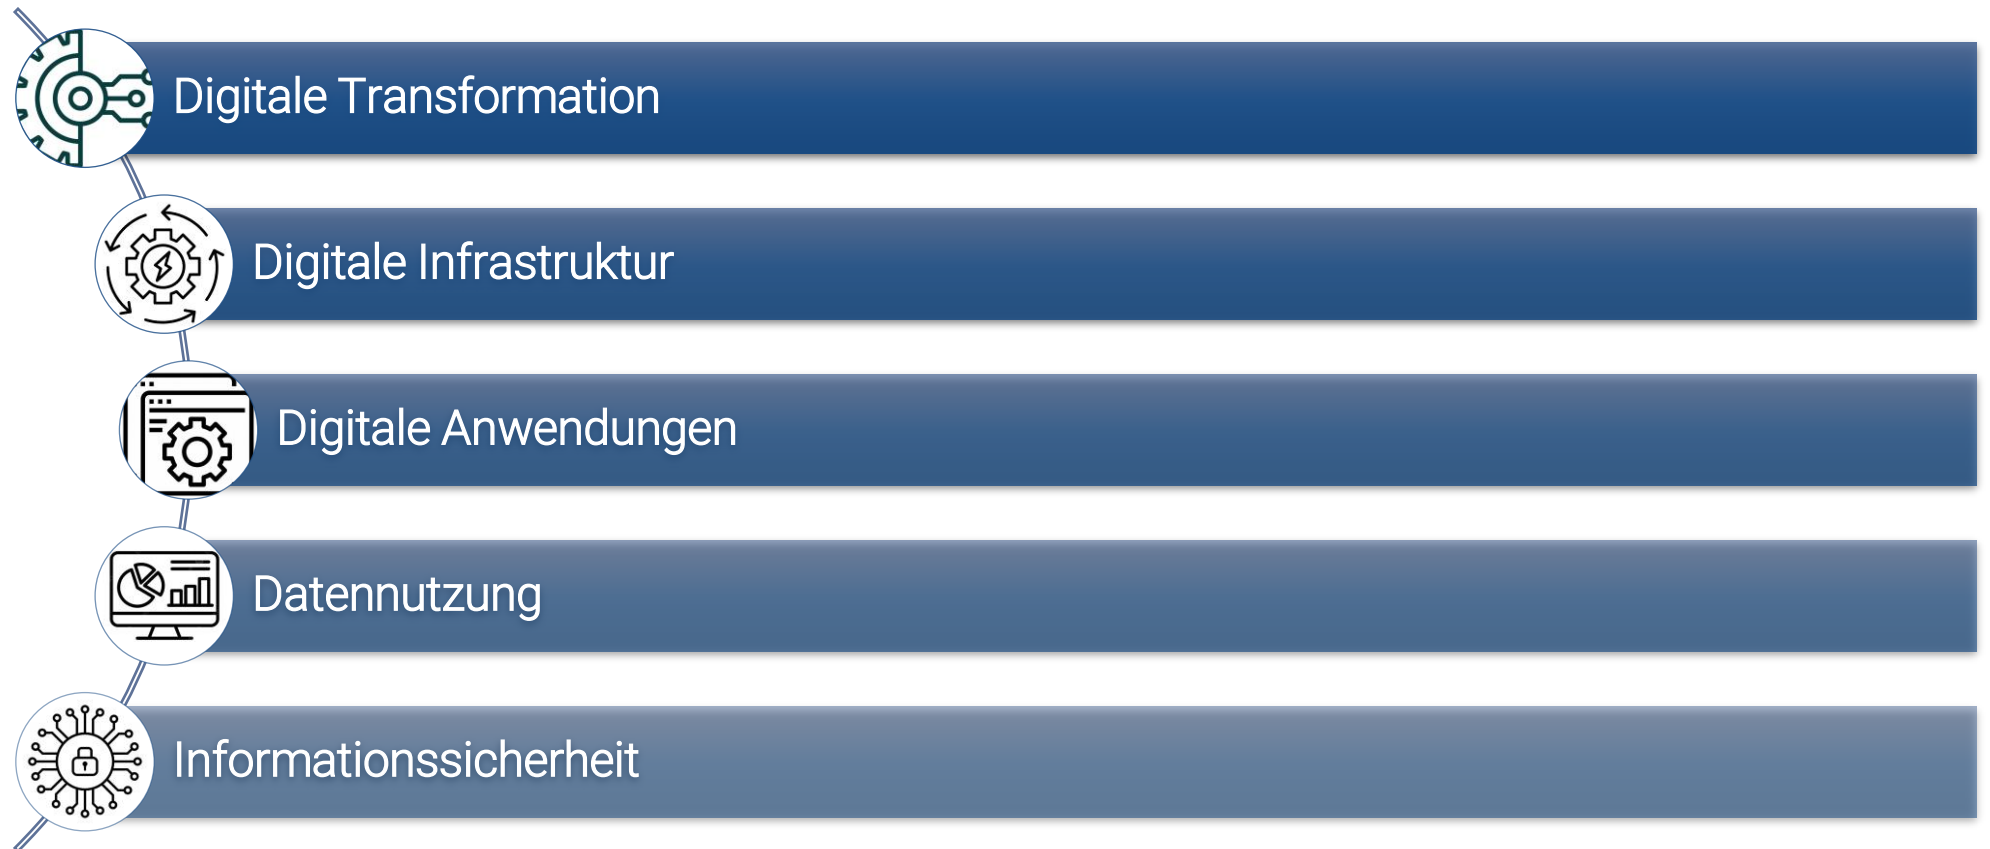 Digitale Transformation
Digitale Infrastruktur
Digitale Anwendungen
Datennutzung
Informationssicherheit